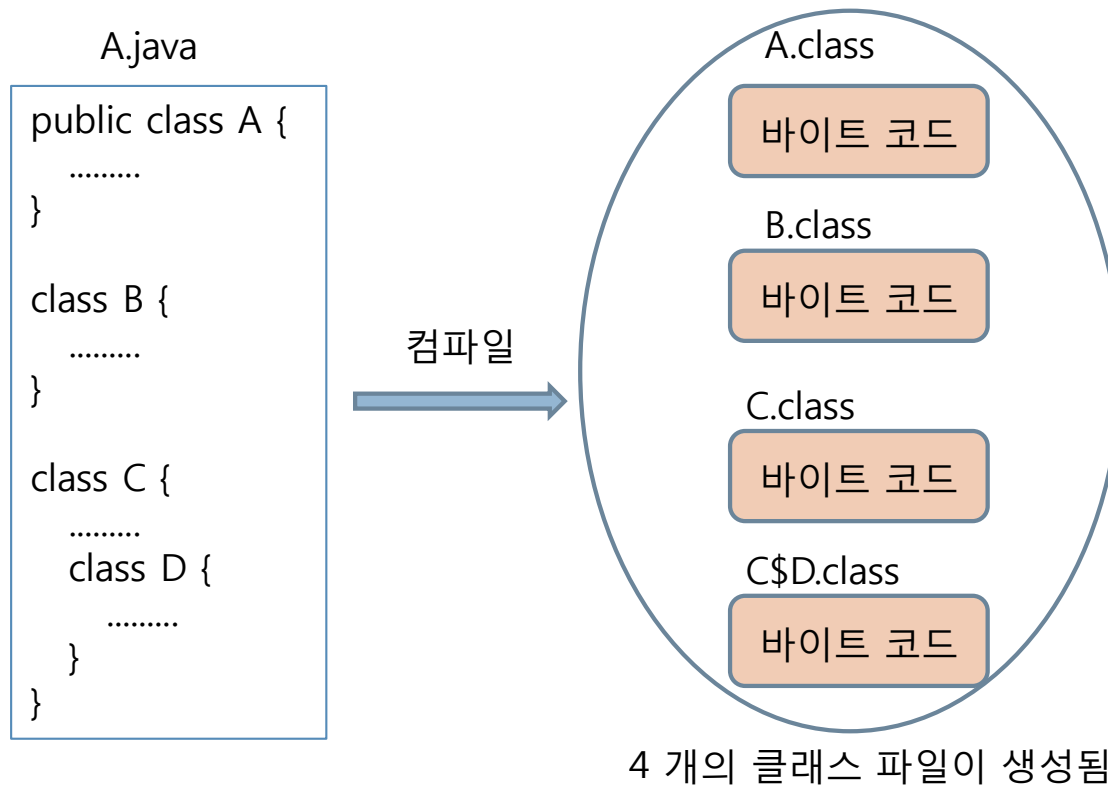 A.java
public class A {
.........
}
class B {
.........
}
class C {
.........
class D {
.........
}
}
컴파일
A.class
바이트 코드
B.class
바이트 코드
C.class
바이트 코드
C$D.class
바이트 코드
4 개의 클래스 파일이 생성됨